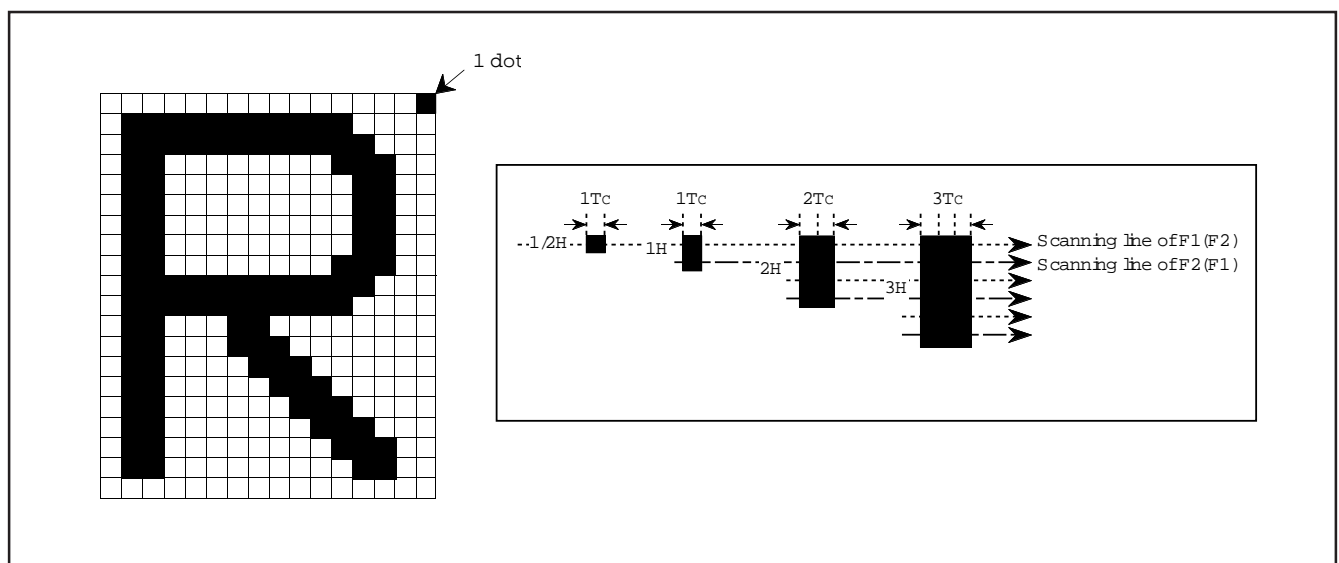 1 dot
1Tc 1Tc 2Tc 3Tc
1/2H
1H
2H
3H
Scanning line of F1(F2)
Scanning line of F2(F1)